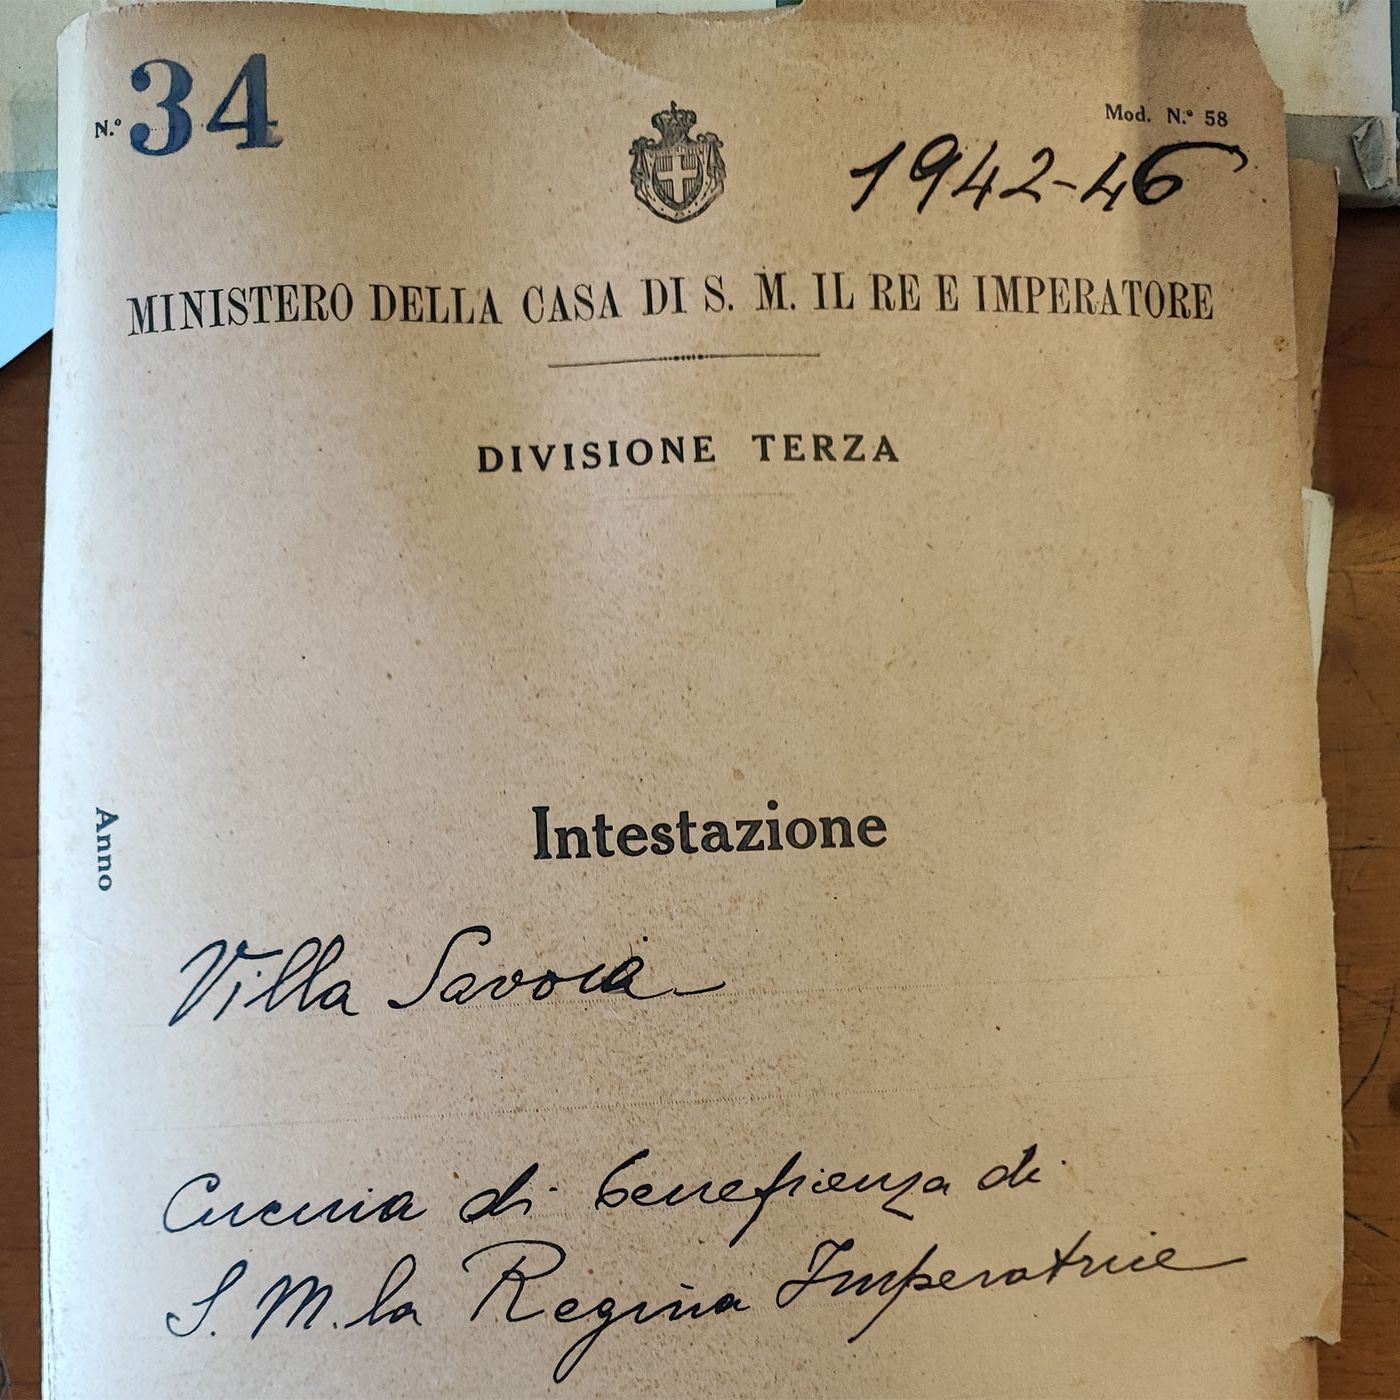 N.º 34
Mod. N.º 58
1942-46
MINISTERO DELLA CASA DI S. M. IL RE E IMPERATORE
DIVISIONE TERZA
Anno
Intestazione
Villa Savoia
Cucina di beneficenza di
S. M. la Regina Imperatrice